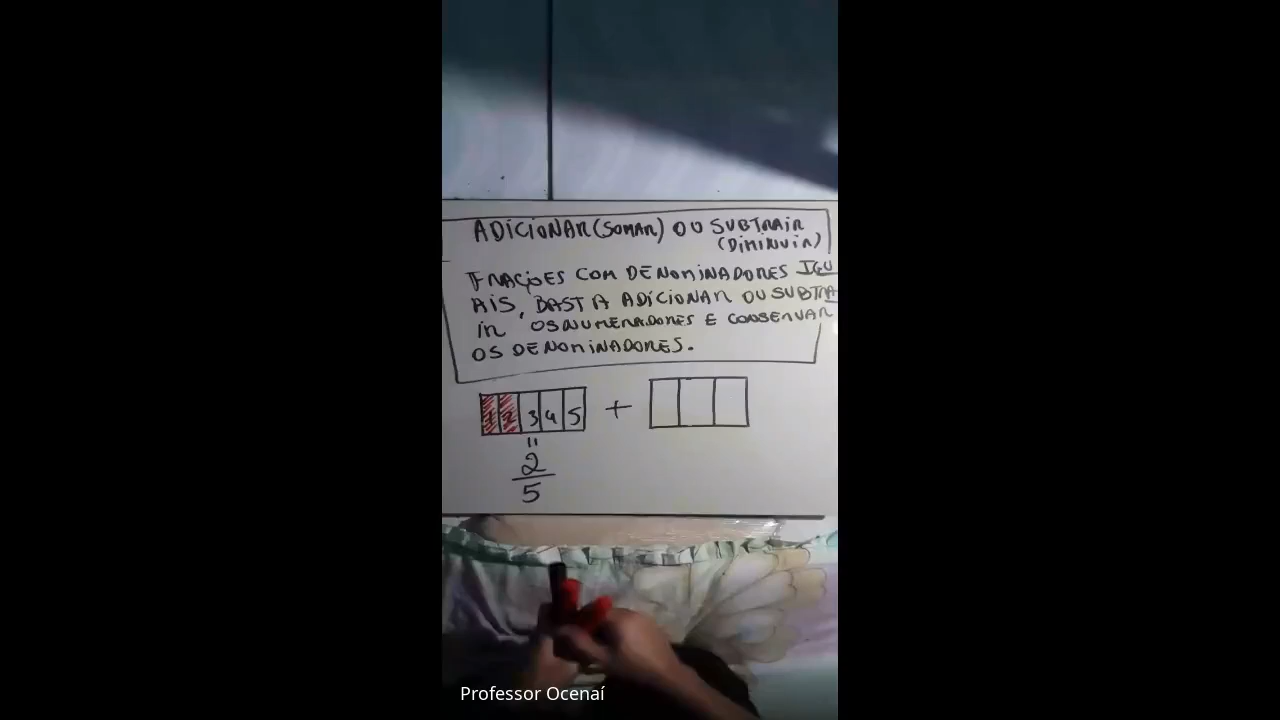 ADICIONAR (SOMAR) OU SUBTRAIR
(DIMINUIR)
FRAÇÕES COM DENOMINADORES IGU
AIS, BASTA ADICIONAR OU SUBTRA
IR OS NUMERADORES E CONSERVAR
OS DENOMINADORES.
1 2 3 4 5 +
=
2
5
Professor Ocenaí